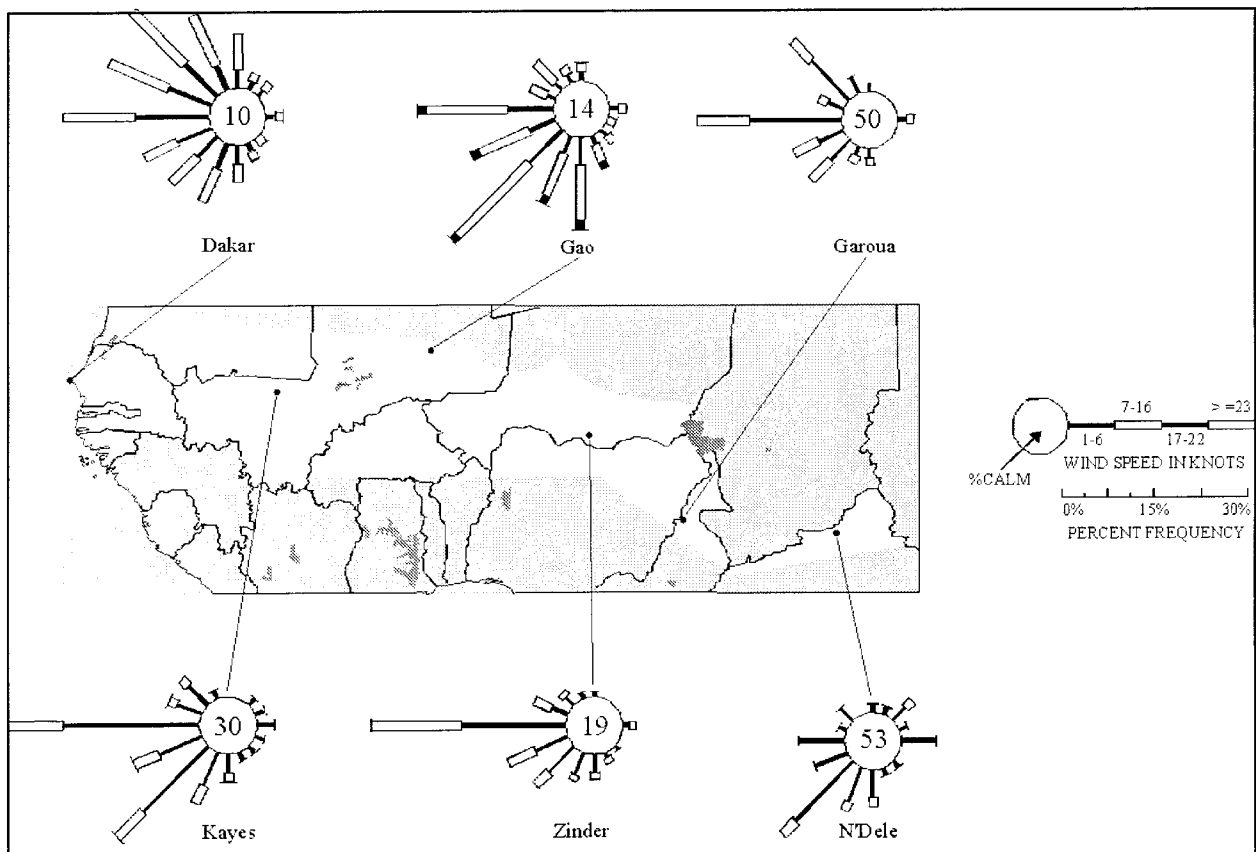 10
14
50
Dakar
Gao
Garoua
7-16
> =23
1-6
17-22
WIND SPEED IN KNOTS
%CALM
0%
15%
30%
PERCENT FREQUENCY
30
19
53
Kayes
Zinder
N'Dele